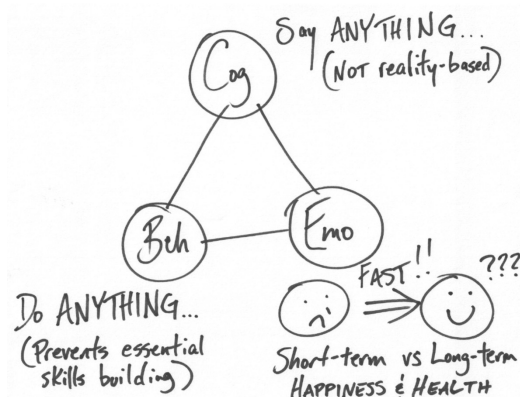 Say ANYTHING...
(NOT reality-based)
Cog
Beh
Emo
FAST!!
???
Do ANYTHING...
(Prevents essential
skills building)
Short-term vs Long-term
HAPPINESS & HEALTH